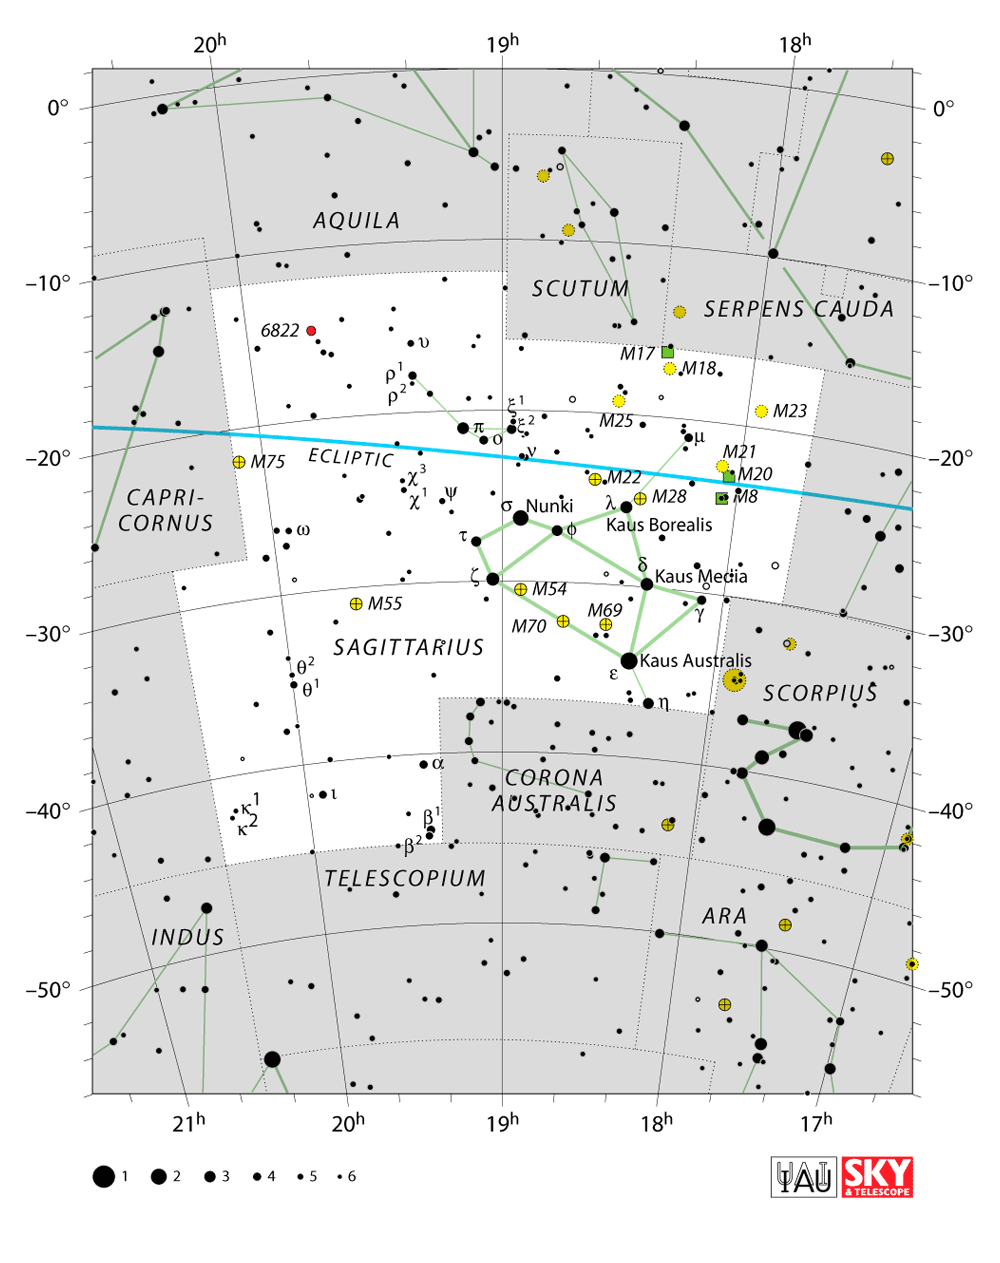 20h 19h 18h
0° 0°
AQUILA
–10° –10°
SCUTUM
SERPENS CAUDA
6822
υ
M17
M18
ρ1
ρ2
ξ1
M25
M23
π
ξ2
ο
μ
–20° –20°
ECLIPTIC
ν
M21
M75
M20
χ3
M22
χ1
ψ
M28
M8
CAPRI-
CORNUS
σ Nunki
λ
Kaus Borealis
ω
τ
φ
δ
ζ
Kaus Media
M54
M55
M69
γ
M70
–30° –30°
SAGITTARIUS
Kaus Australis
θ2
ε
θ1
SCORPIUS
η
α
CORONA
AUSTRALIS
ι
κ1
β1
κ2
β2
–40° –40°
TELESCOPIUM
ARA
INDUS
–50° –50°
21h 20h 19h 18h 17h
1 2 3 4 5 6
IAU
SKY
& TELESCOPE